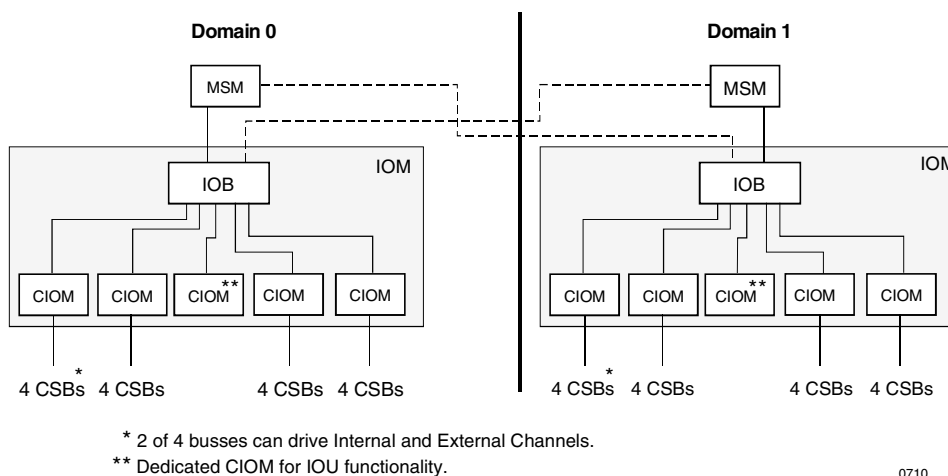 Domain 0 Domain 1
MSM MSM
IOM IOM
IOB IOB
CIOM CIOM CIOM** CIOM CIOM CIOM CIOM CIOM** CIOM CIOM
4 CSBs* 4 CSBs 4 CSBs 4 CSBs 4 CSBs* 4 CSBs 4 CSBs 4 CSBs
* 2 of 4 busses can drive Internal and External Channels.
** Dedicated CIOM for IOU functionality.
0710